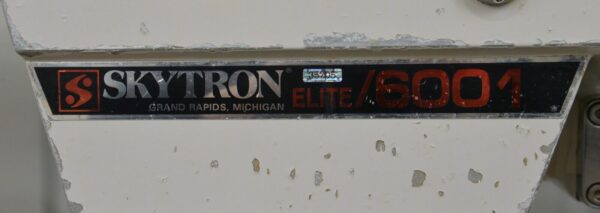 SKYTRON ELITE/6001
GRAND RAPIDS, MICHIGAN